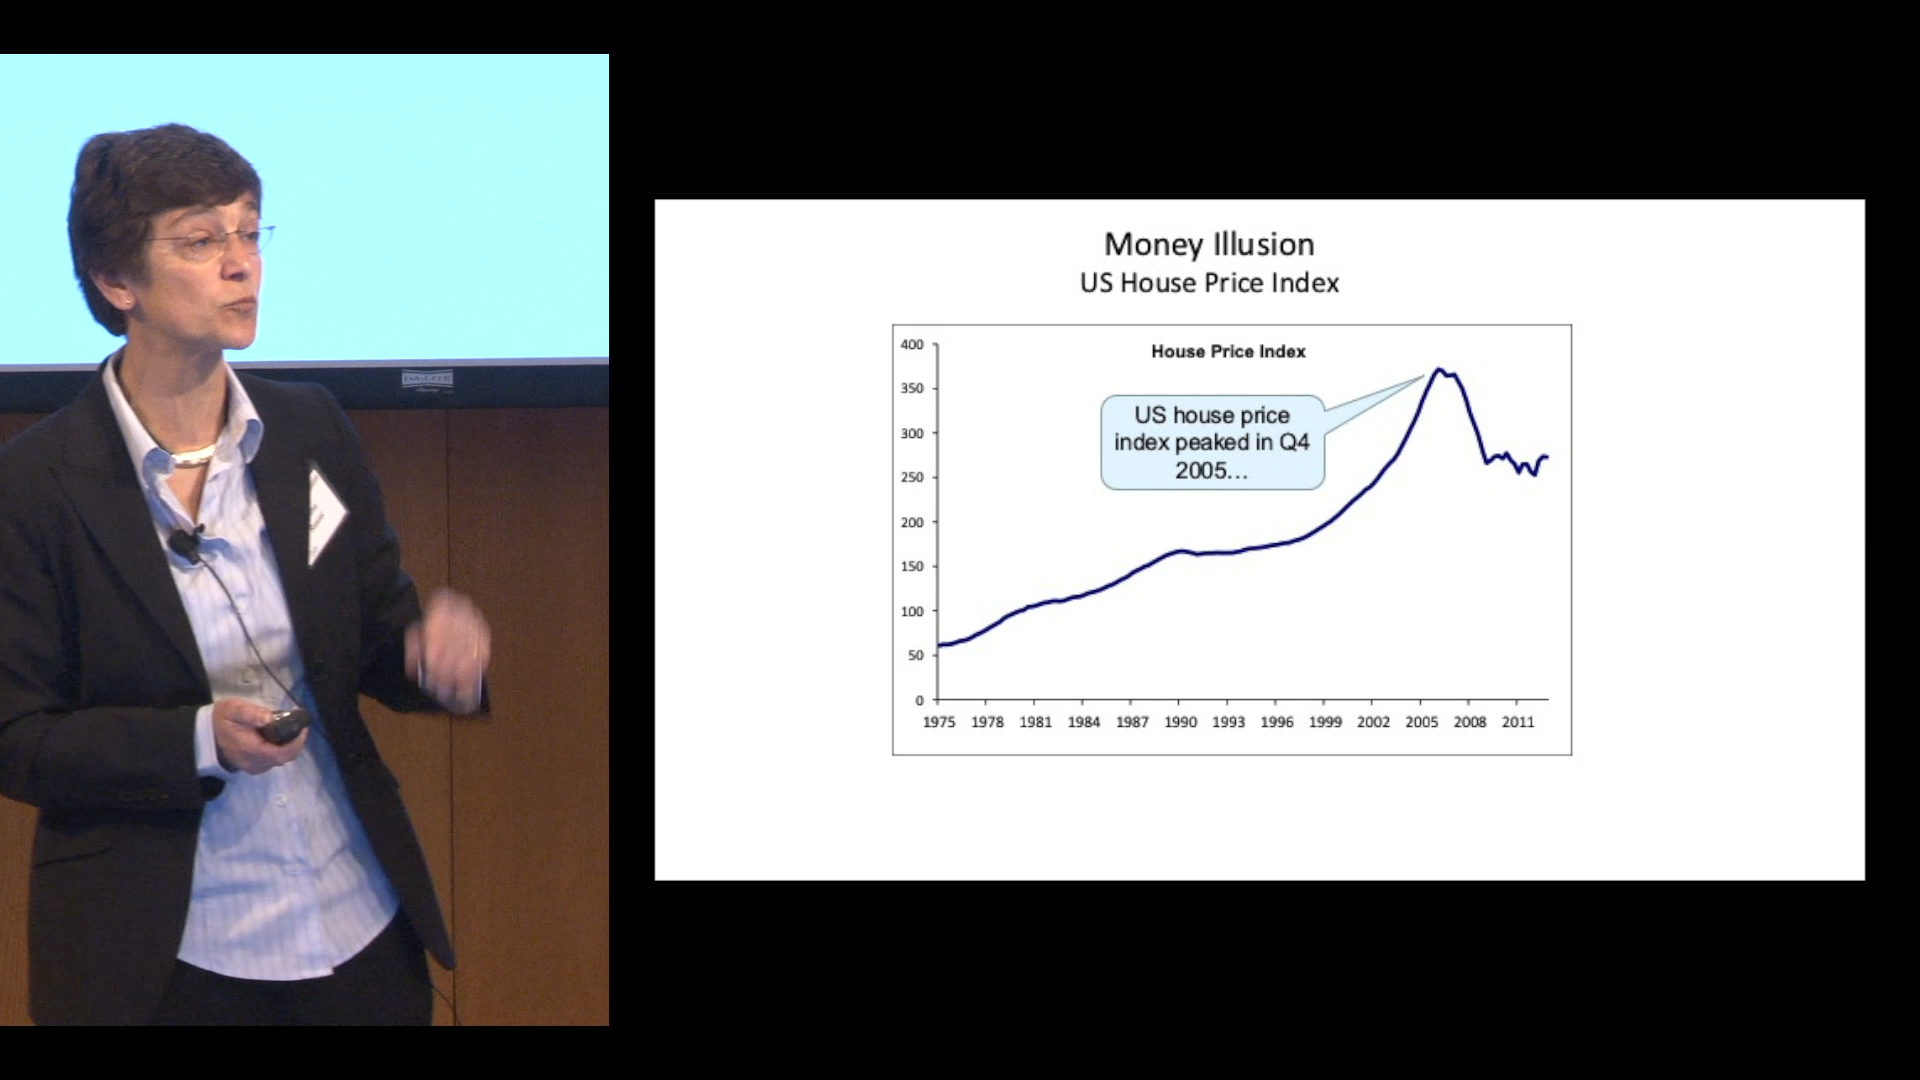 DA-LITE
Money Illusion
US House Price Index
House Price Index
400
350
300
250
200
150
100
50
0
US house price
index peaked in Q4
2005...
1975 1978 1981 1984 1987 1990 1993 1996 1999 2002 2005 2008 2011